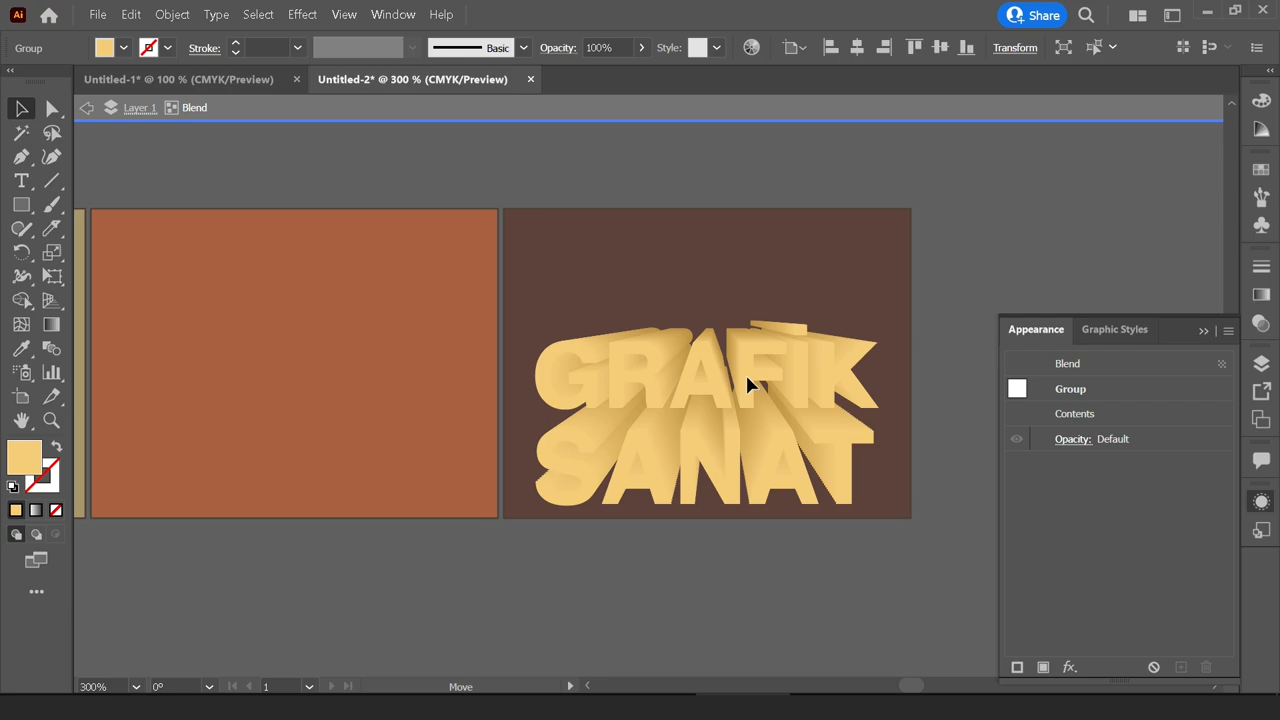 Ai File Edit Object Type Select Effect View Window Help Share
Group Stroke: Basic Opacity: 100% Style: Transform
Untitled-1* @ 100 % (CMYK/Preview) Untitled-2* @ 300 % (CMYK/Preview)
Layer 1 Blend
GRAFİK
SANAT
Appearance Graphic Styles
Blend
Group
Contents
Opacity: Default
fx
300% 0° 1 Move